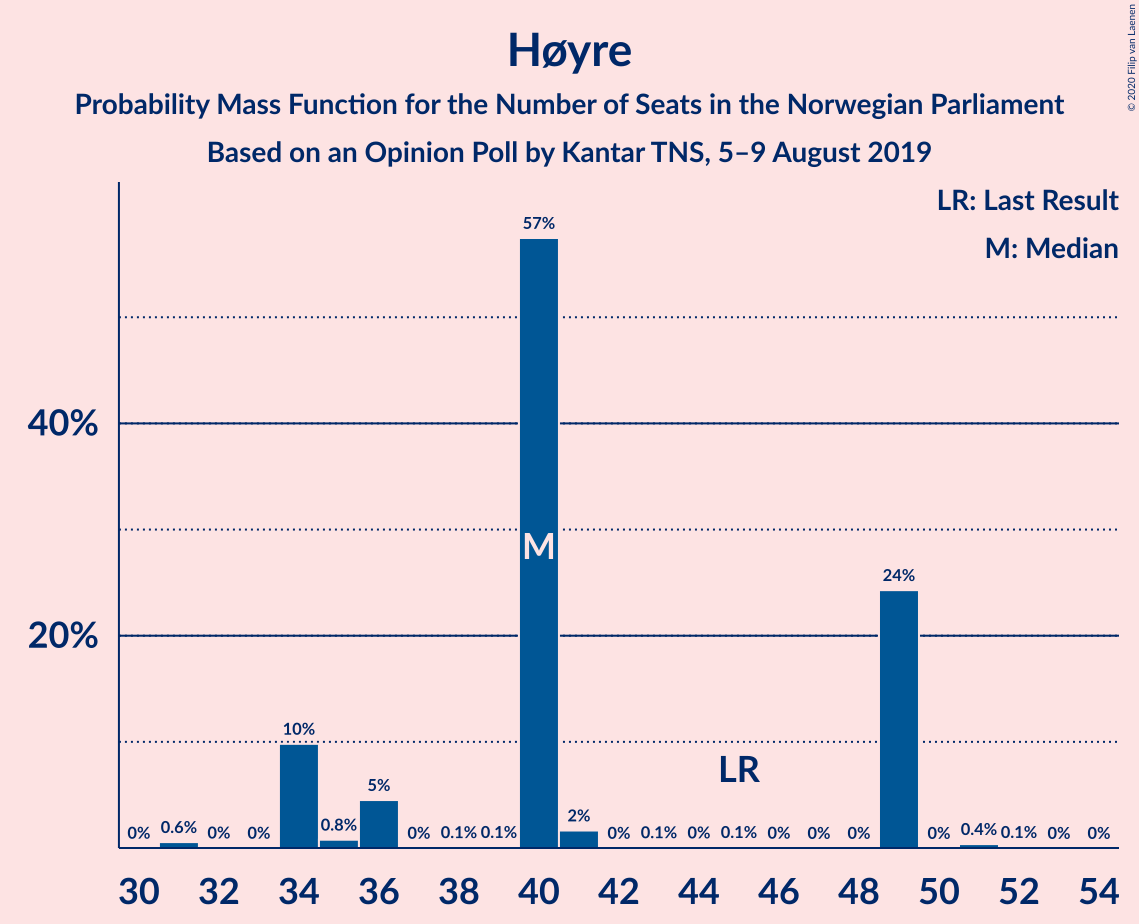 Høyre
Probability Mass Function for the Number of Seats in the Norwegian Parliament
Based on an Opinion Poll by Kantar TNS, 5–9 August 2019
© 2020 Filip van Laenen
LR: Last Result
M: Median
57%
40%
M
24%
20%
10%
LR
5%
2%
0% 0.6% 0% 0% 0.8% 0% 0.1% 0.1% 0% 0.1% 0% 0.1% 0% 0% 0% 0% 0.4% 0.1% 0% 0%
30 32 34 36 38 40 42 44 46 48 50 52 54